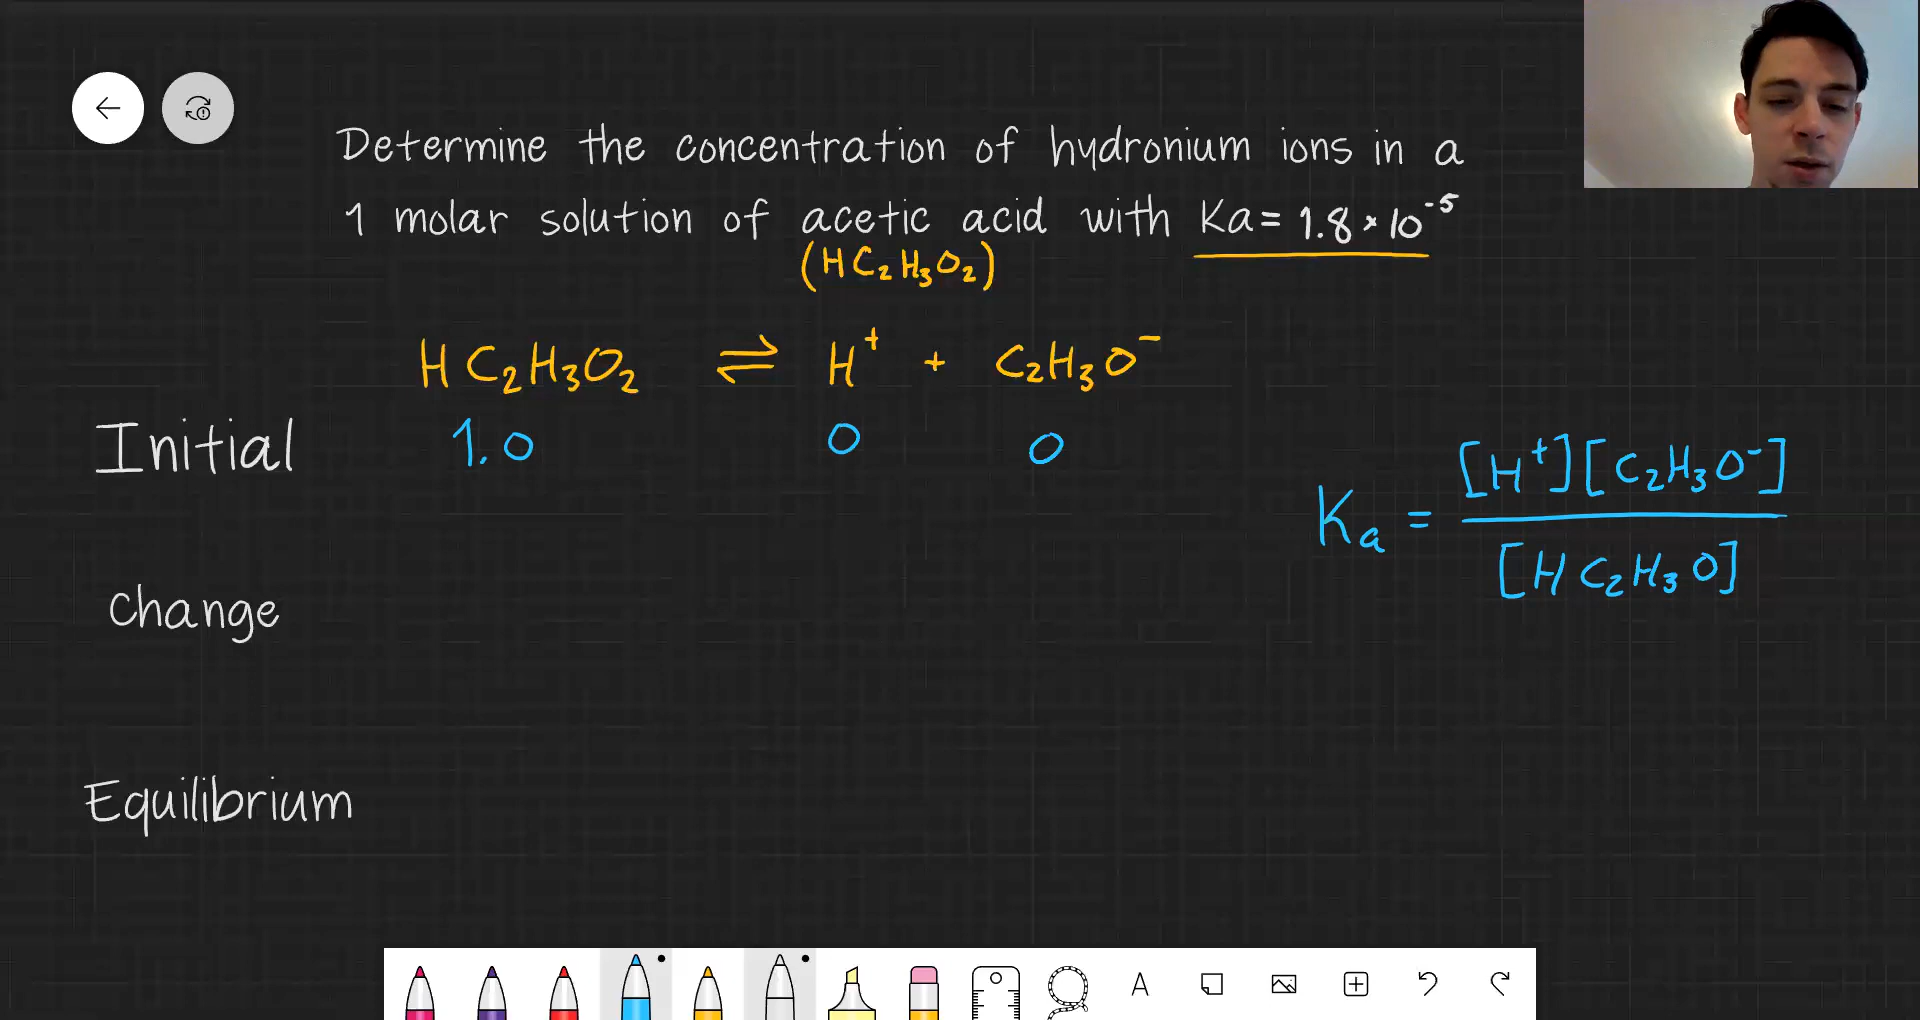 Determine the concentration of hydronium ions in a
1 molar solution of acetic acid with Ka = 1.8 × 10⁻⁵
(HC₂H₃O₂)
HC₂H₃O₂ ⇌ H⁺ + C₂H₃O⁻
Initial 1.0 0 0
Kₐ = [H⁺][C₂H₃O⁻] / [HC₂H₃O]
Change
Equilibrium
A